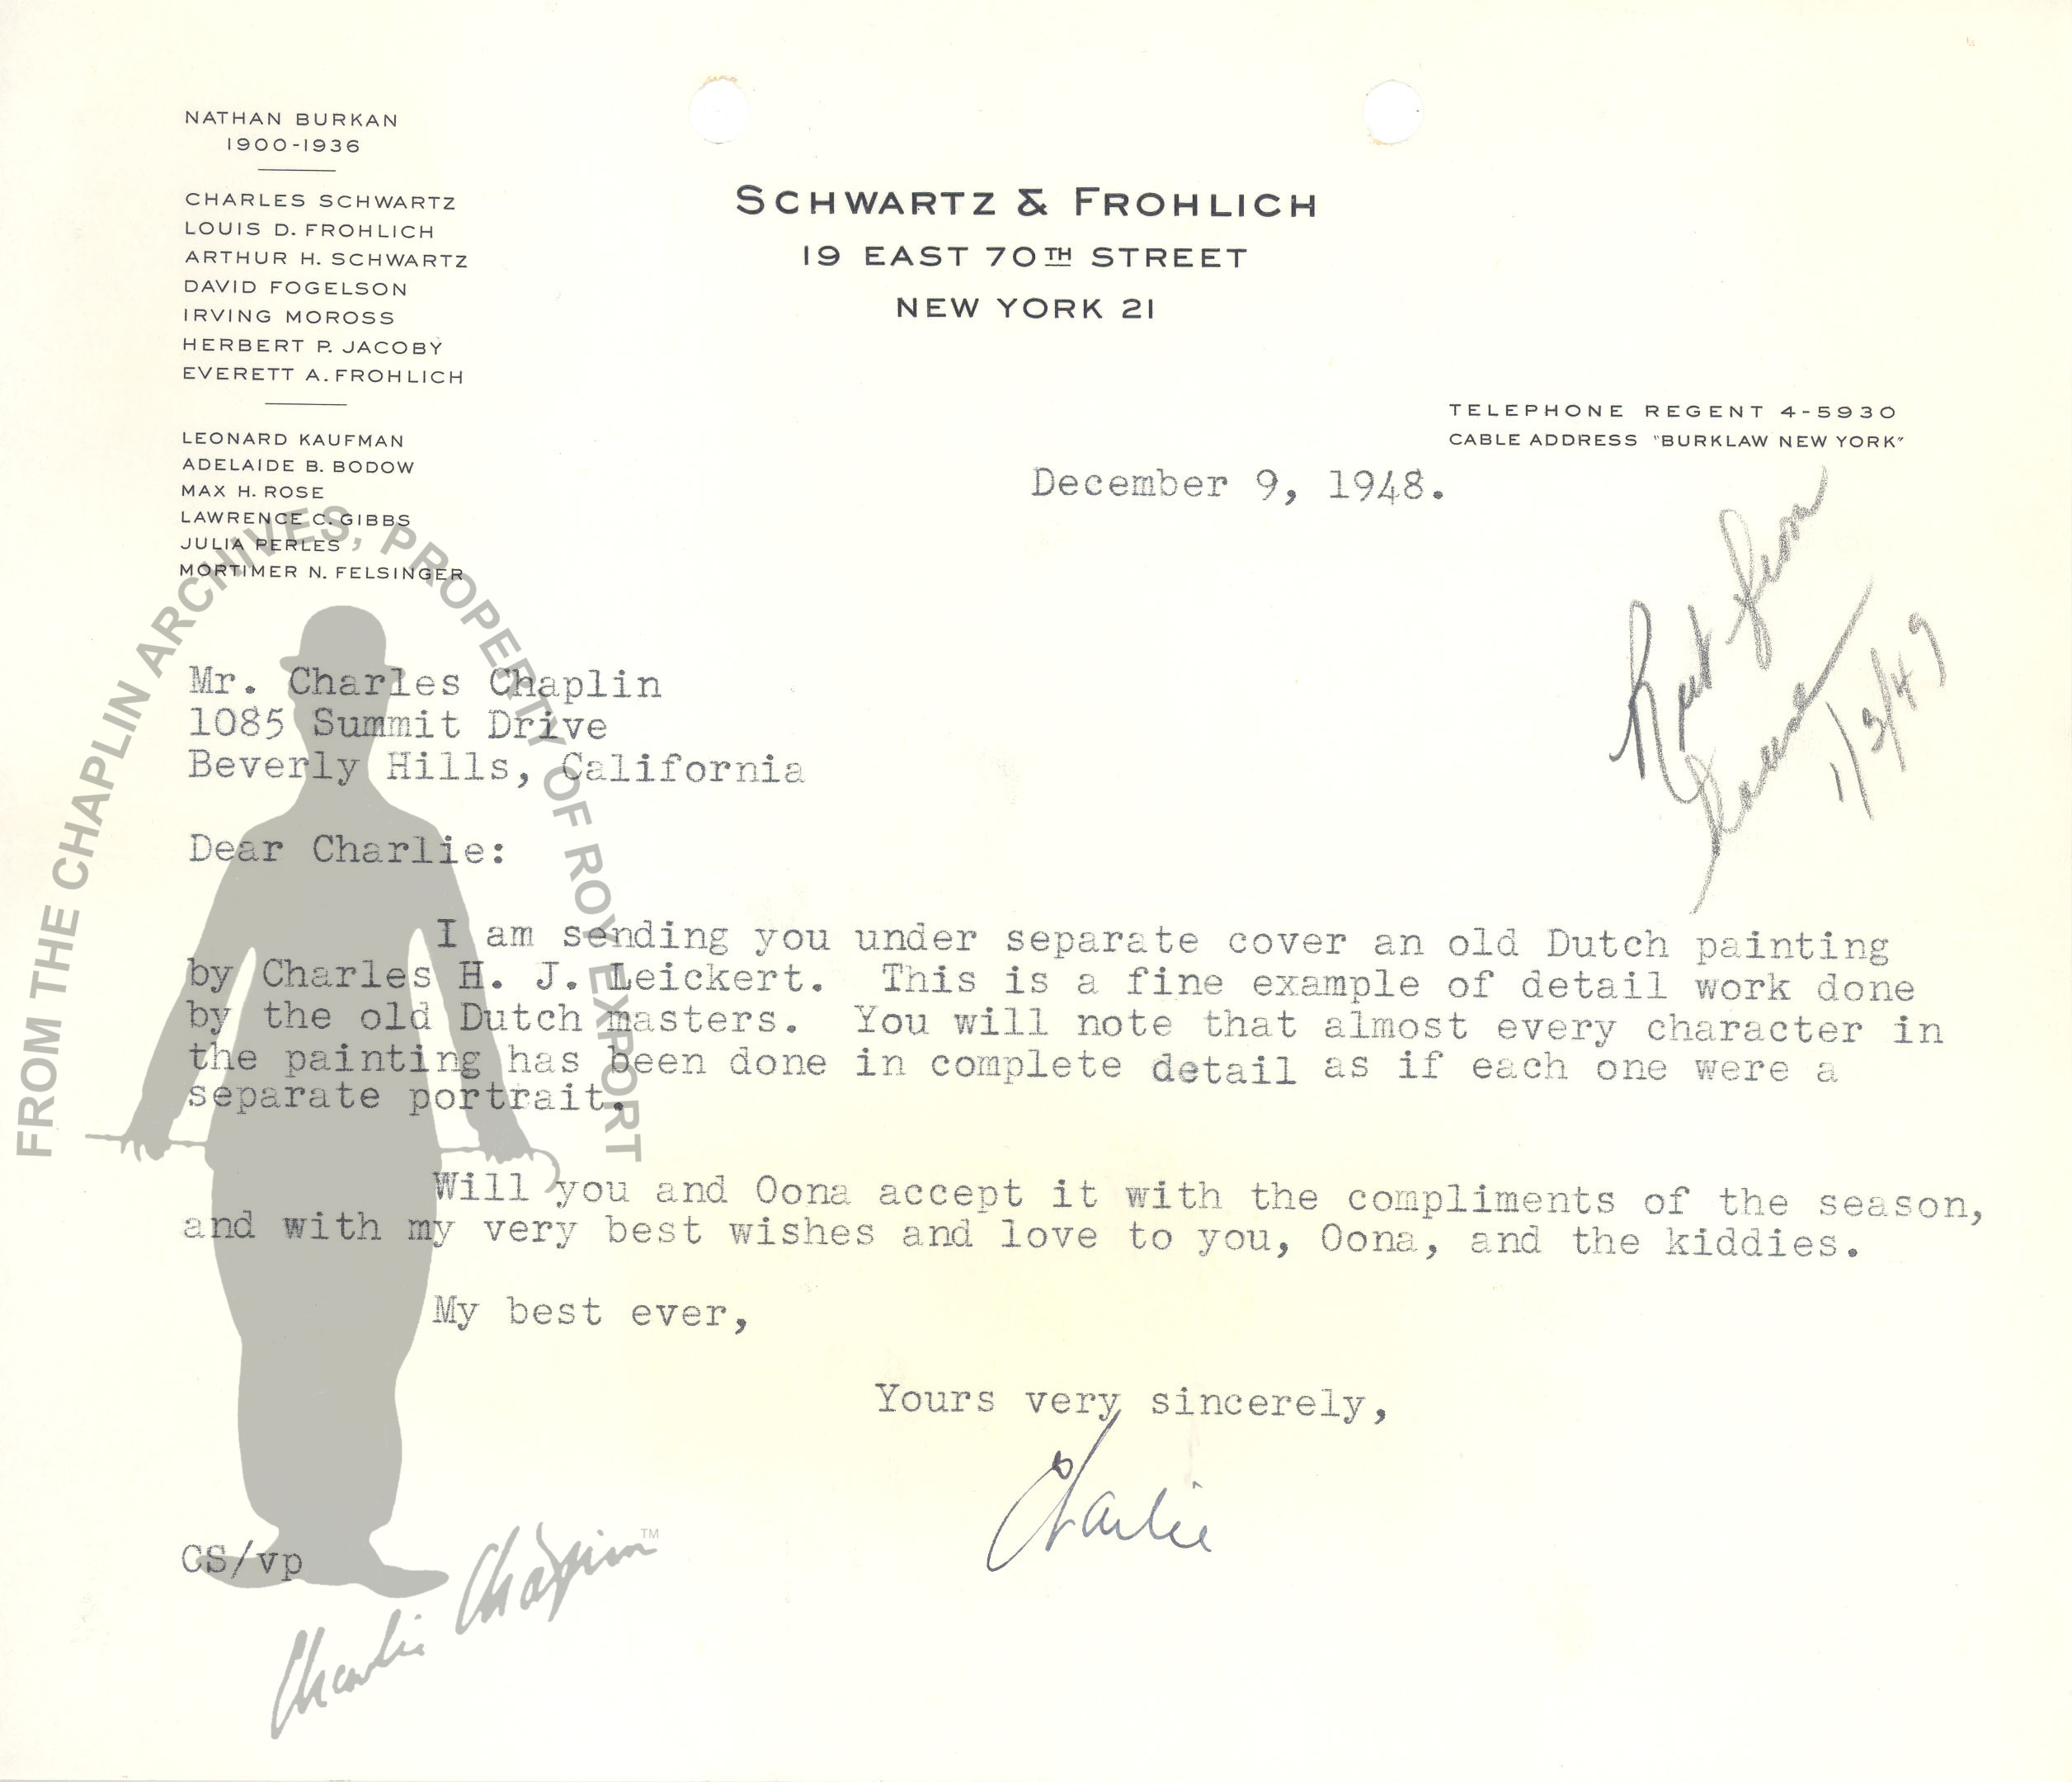 NATHAN BURKAN
1900-1936
CHARLES SCHWARTZ
LOUIS D. FROHLICH
ARTHUR H. SCHWARTZ
DAVID FOGELSON
IRVING MOROSS
HERBERT P. JACOBY
EVERETT A. FROHLICH
LEONARD KAUFMAN
ADELAIDE B. BODOW
MAX H. ROSE
LAWRENCE C. GIBBS
JULIA PERLES
MORTIMER N. FELSINGER
SCHWARTZ & FROHLICH
19 EAST 70TH STREET
NEW YORK 21
TELEPHONE REGENT 4-5930
CABLE ADDRESS "BURKLAW NEW YORK"
December 9, 1948.
from
1/3/49
Mr. Charles Chaplin
1085 Summit Drive
Beverly Hills, California
Dear Charlie:
I am sending you under separate cover an old Dutch painting
by Charles H. J. Leickert. This is a fine example of detail work done
by the old Dutch masters. You will note that almost every character in
the painting has been done in complete detail as if each one were a
separate portrait.
Will you and Oona accept it with the compliments of the season,
and with my very best wishes and love to you, Oona, and the kiddies.
My best ever,
Yours very sincerely,
Charlie
CS/vp
FROM THE CHAPLIN ARCHIVES, PROPERTY OF ROY EXPORT
Charlie Chaplin TM